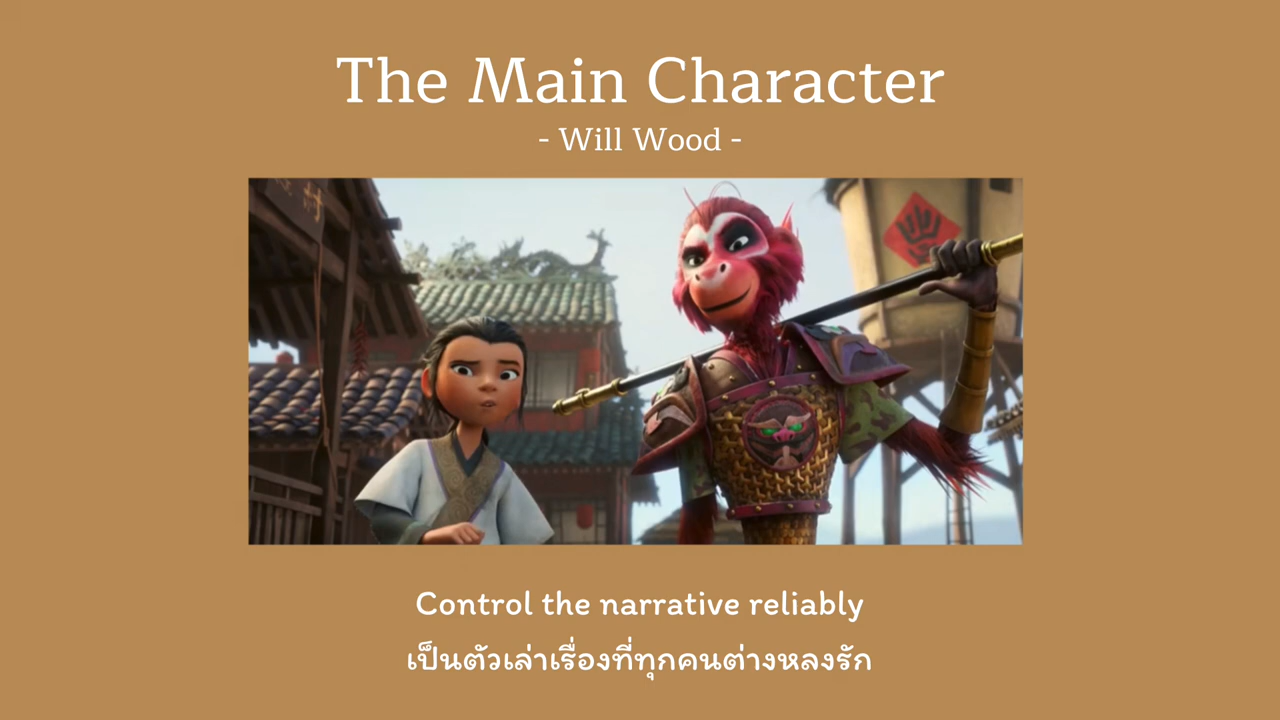 The Main Character
- Will Wood -
Control the narrative reliably
เป็นตัวเล่าเรื่องที่ทุกคนต่างหลงรัก